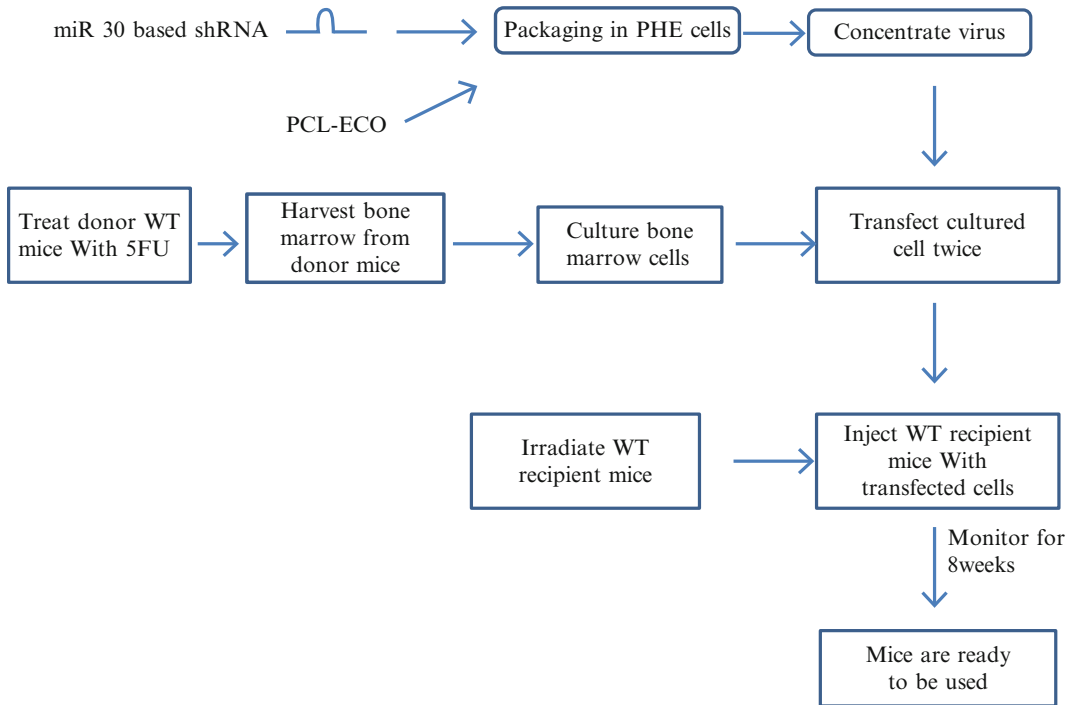 miR 30 based shRNA
Packaging in PHE cells
Concentrate virus
PCL-ECO
Treat donor WT
mice With 5FU
Harvest bone
marrow from
donor mice
Culture bone
marrow cells
Transfect cultured
cell twice
Irradiate WT
recipient mice
Inject WT recipient
mice With
transfected cells
Monitor for
8weeks
Mice are ready
to be used